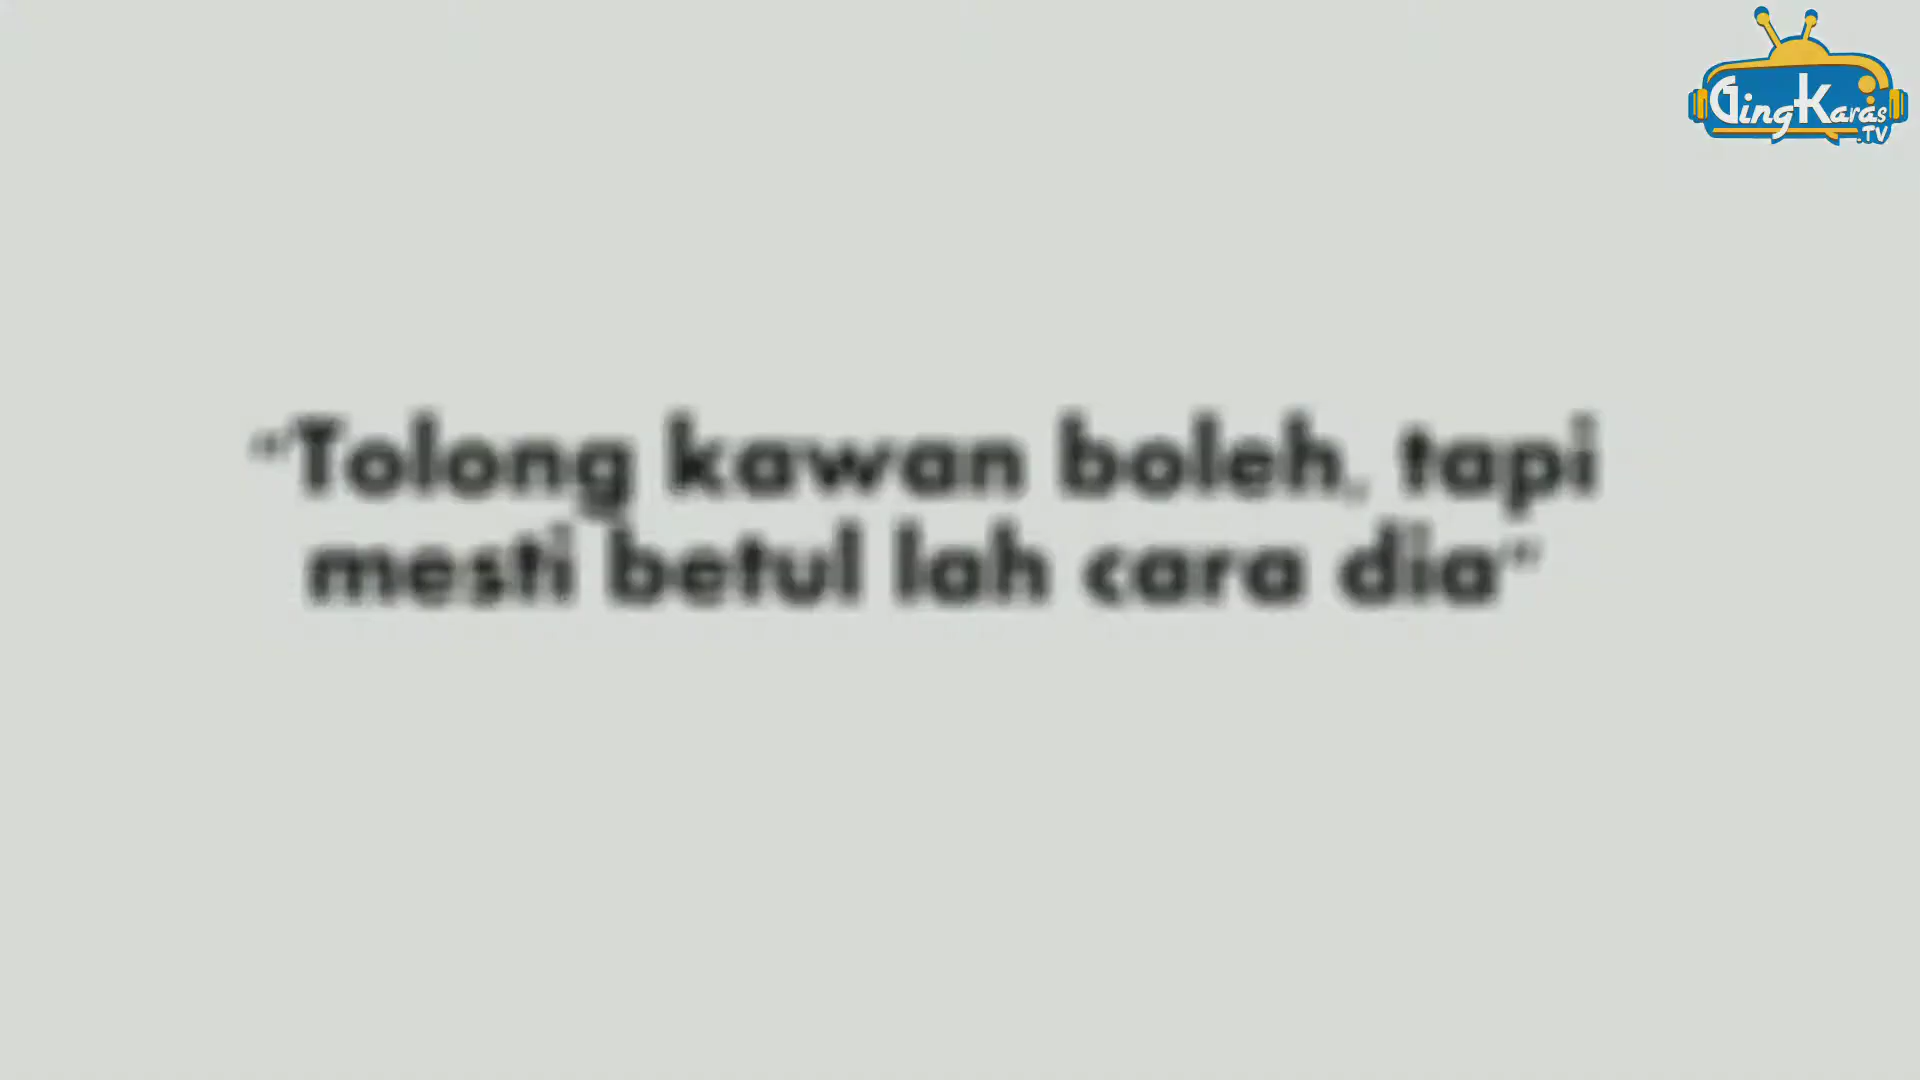 GingKaras
.TV
"Tolong kawan boleh, tapi
mesti betul lah cara dia"